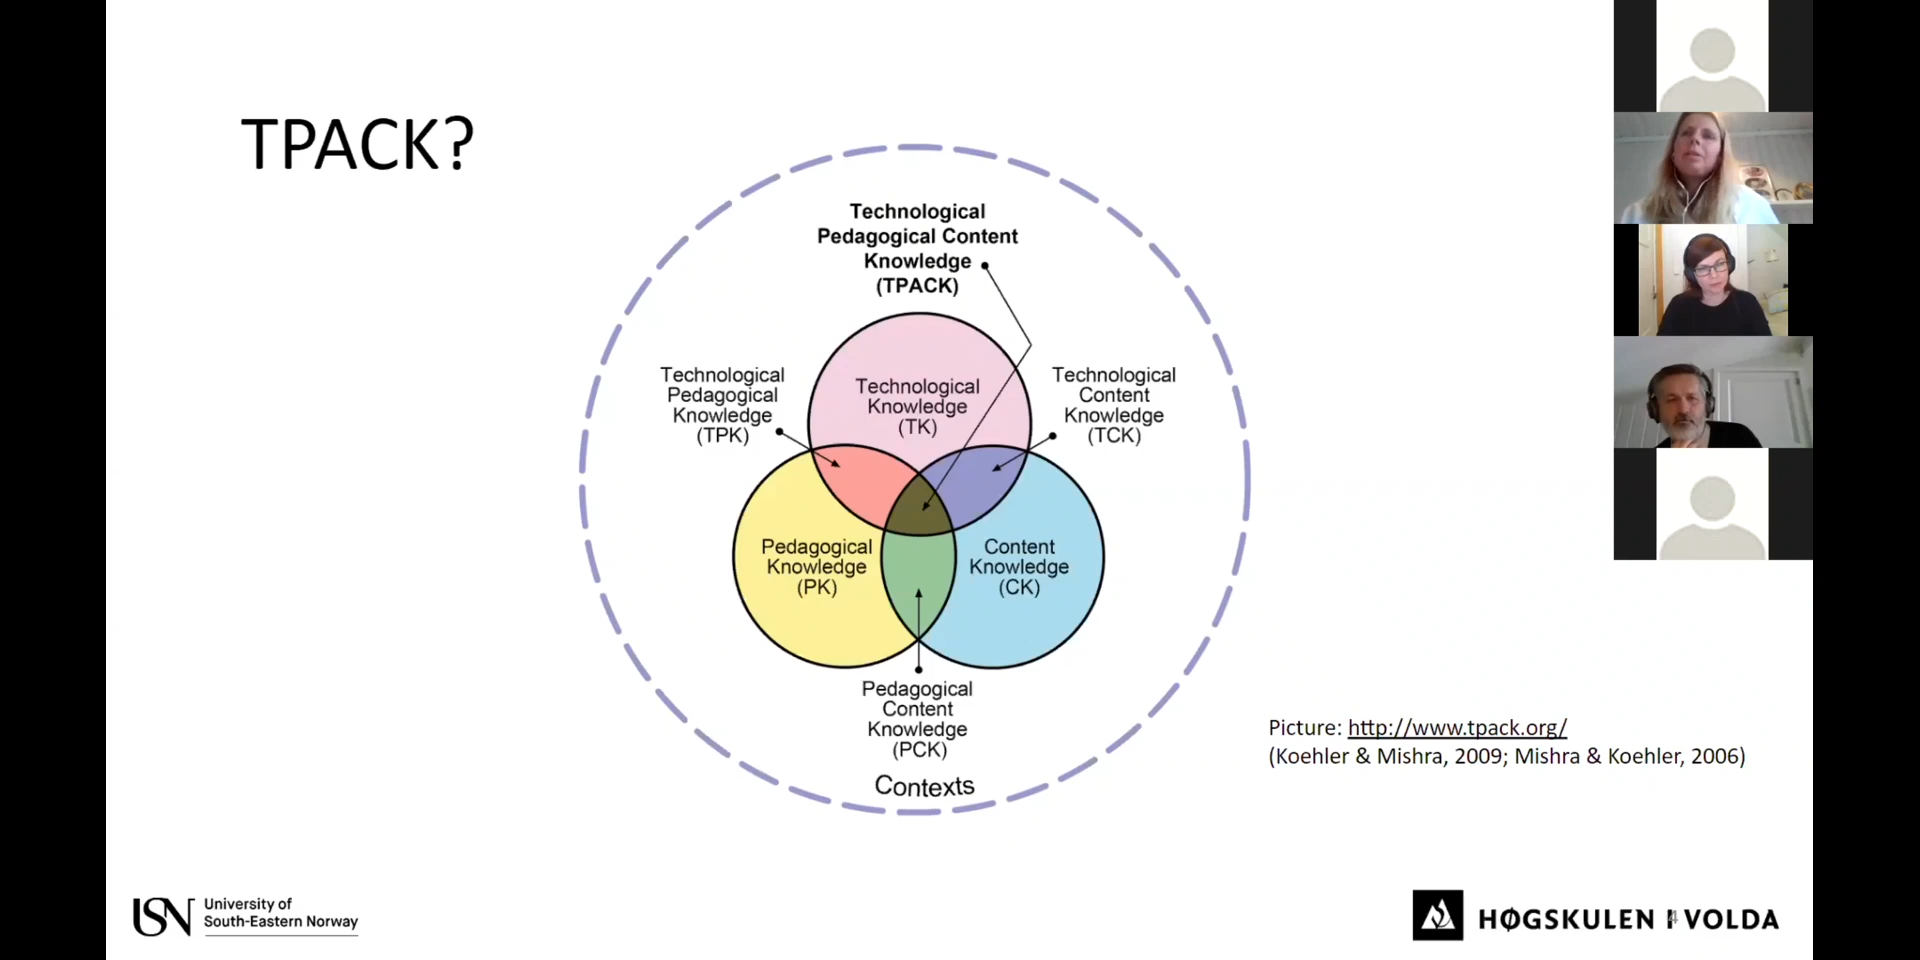 TPACK?
Technological
Pedagogical Content
Knowledge
(TPACK)
Technological
Pedagogical
Knowledge
(TPK)
Technological
Knowledge
(TK)
Technological
Content
Knowledge
(TCK)
Pedagogical
Knowledge
(PK)
Content
Knowledge
(CK)
Pedagogical
Content
Knowledge
(PCK)
Contexts
Picture: http://www.tpack.org/
(Koehler & Mishra, 2009; Mishra & Koehler, 2006)
USN
University of
South-Eastern Norway
HØGSKULEN I VOLDA
4